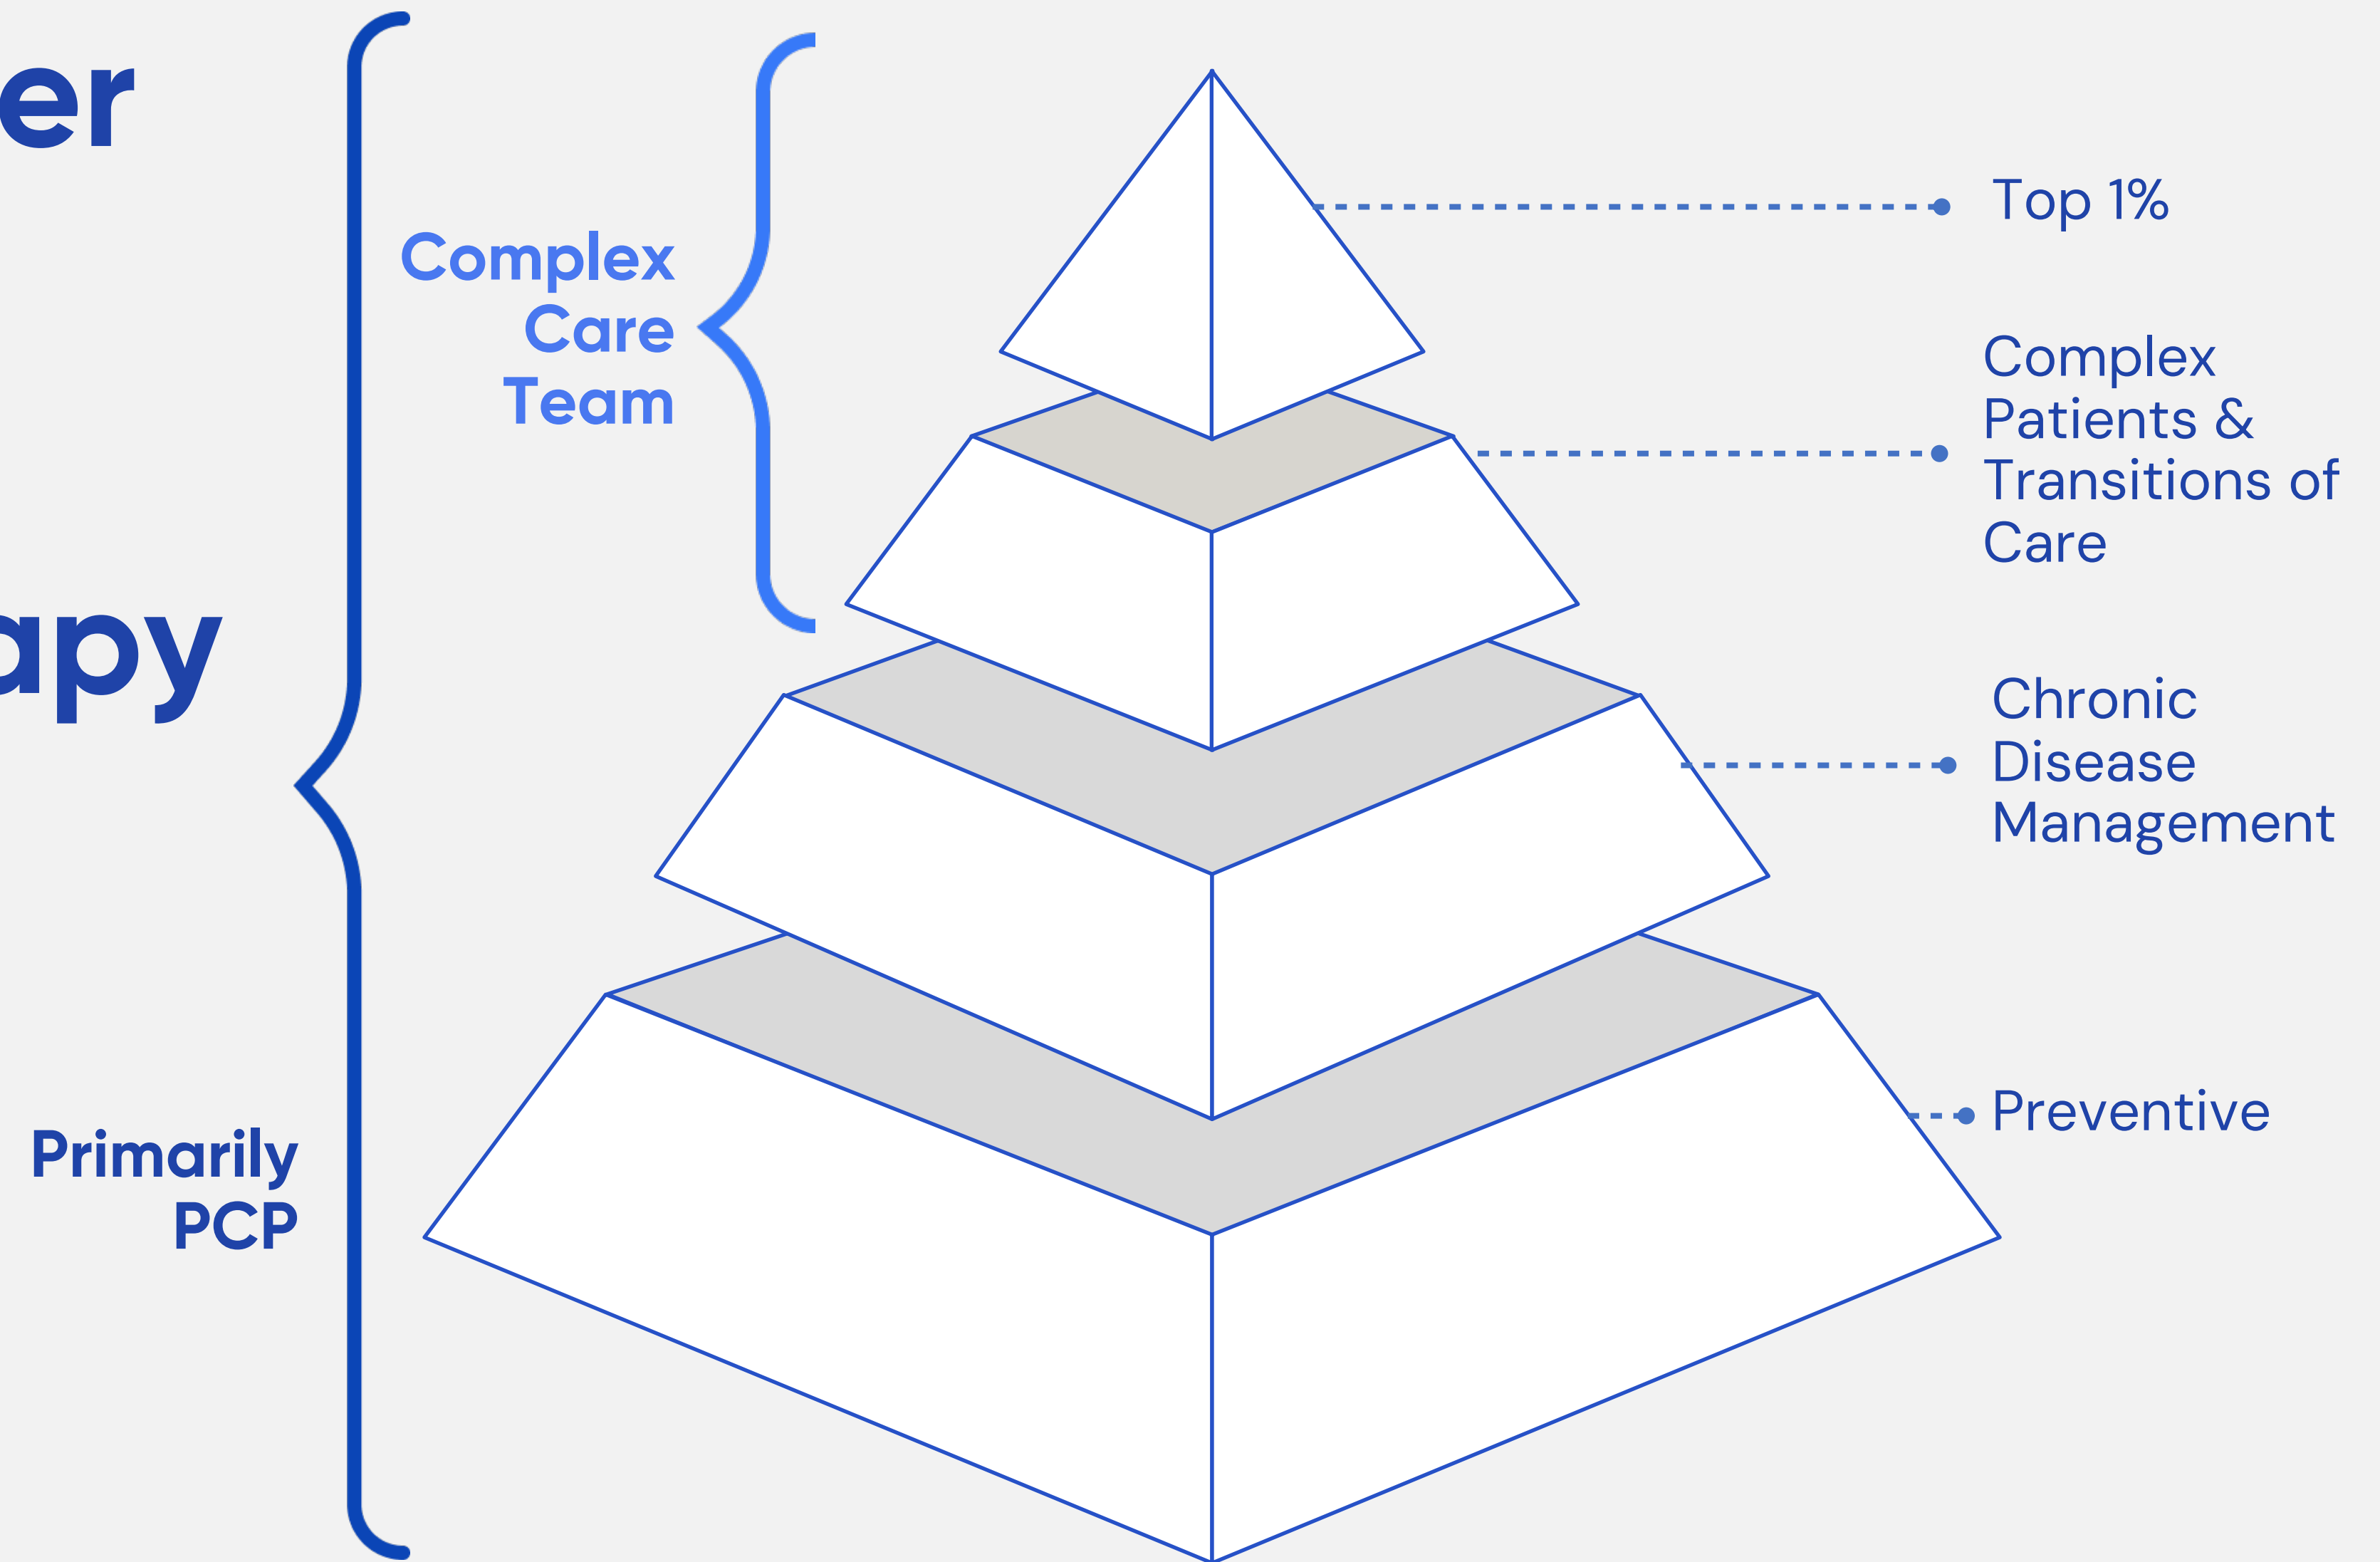 er
apy
Primarily
PCP
Complex
Care
Team
Top 1%
Complex
Patients &
Transitions of
Care
Chronic
Disease
Management
Preventive